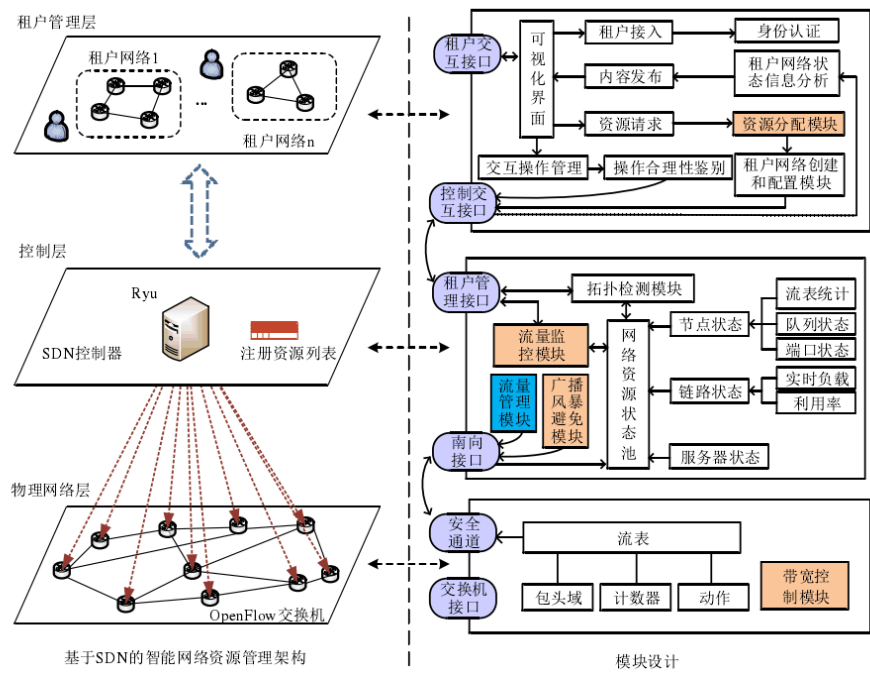 租户管理层
租户网络1
...
租户网络n
控制层
Ryu
SDN控制器
注册资源列表
物理网络层
OpenFlow交换机
基于SDN的智能网络资源管理架构
租户交
互接口
可
视
化
界
面
租户接入
身份认证
内容发布
租户网络状
态信息分析
资源请求
资源分配模块
交互操作管理
操作合理性鉴别
租户网络创建
和配置模块
控制交
互接口
租户管
理接口
拓扑检测模块
流量监
控模块
网
络
资
源
状
态
池
节点状态
流表统计
队列状态
端口状态
流量
管理
模块
广播
风暴
避免
模块
链路状态
实时负载
利用率
南向
接口
服务器状态
安全
通道
流表
交换机
接口
包头域
计数器
动作
带宽控
制模块
模块设计